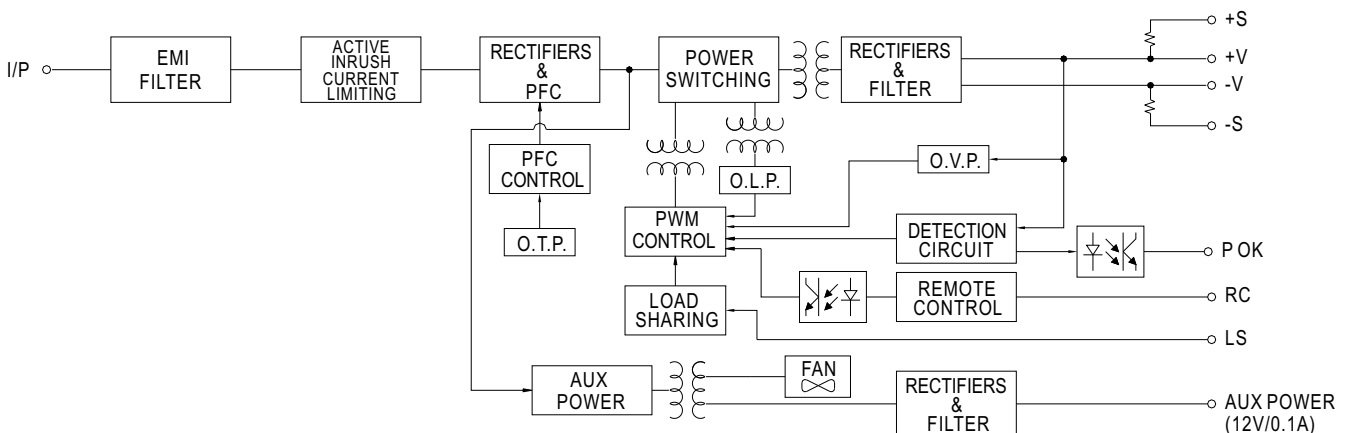 +S
I/P
EMI
FILTER
ACTIVE
INRUSH
CURRENT
LIMITING
RECTIFIERS
&
PFC
POWER
SWITCHING
RECTIFIERS
&
FILTER
+V
-V
-S
PFC
CONTROL
O.L.P.
O.V.P.
O.T.P.
PWM
CONTROL
DETECTION
CIRCUIT
P OK
LOAD
SHARING
REMOTE
CONTROL
RC
LS
AUX
POWER
FAN
RECTIFIERS
&
FILTER
AUX POWER
(12V/0.1A)